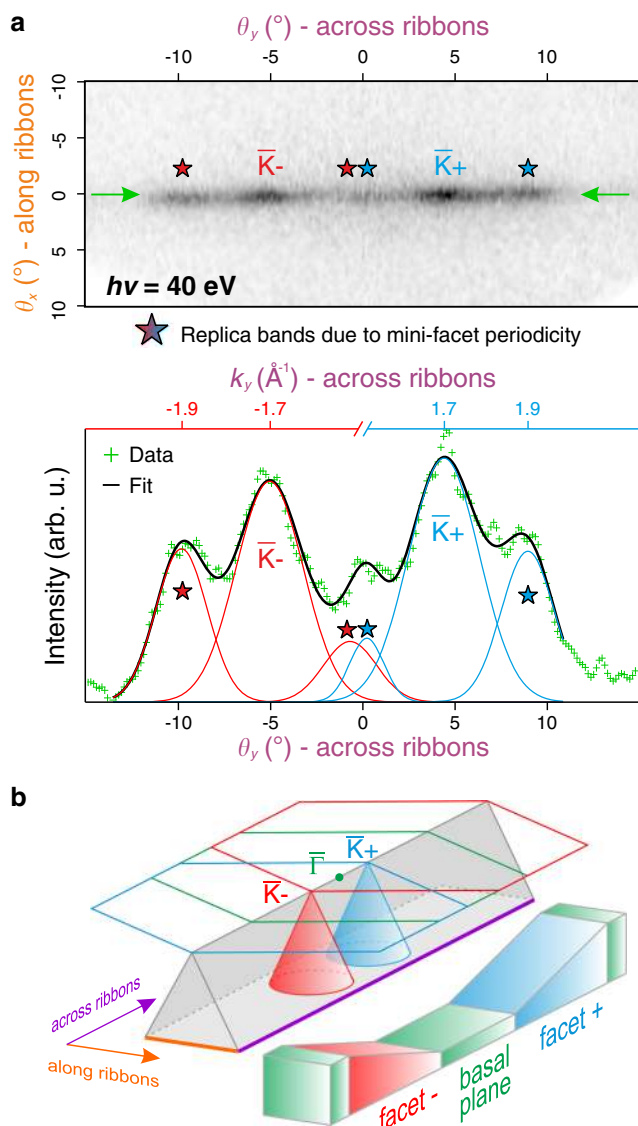 a
θy (°) - across ribbons
-10 -5 0 5 10
-10
-5
0
5
10
θx (°) - along ribbons
K̅- K̅+
hν = 40 eV
Replica bands due to mini-facet periodicity
ky (Å⁻¹) - across ribbons
-1.9 -1.7 1.7 1.9
Data
Fit
Intensity (arb. u.)
K̅- K̅+
-10 -5 0 5 10
θy (°) - across ribbons
b
K̅+
Γ̅
K̅-
across ribbons
along ribbons
facet -
basal
plane
facet +